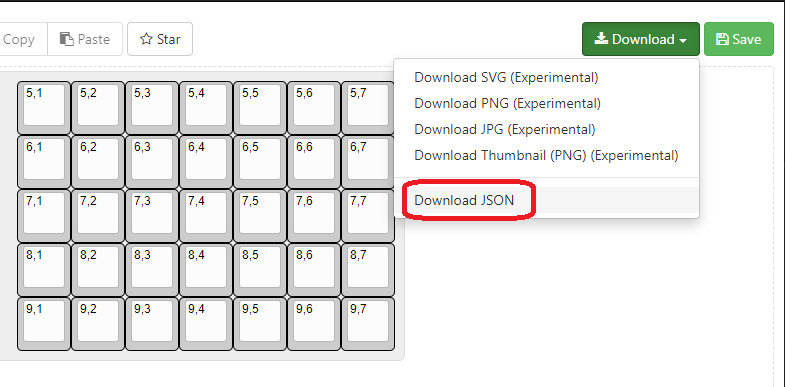 Copy Paste Star Download Save
Download SVG (Experimental)
5,1 5,2 5,3 5,4 5,5 5,6 5,7
Download PNG (Experimental)
Download JPG (Experimental)
6,1 6,2 6,3 6,4 6,5 6,6 6,7
Download Thumbnail (PNG) (Experimental)
7,1 7,2 7,3 7,4 7,5 7,6 7,7
Download JSON
8,1 8,2 8,3 8,4 8,5 8,6 8,7
9,1 9,2 9,3 9,4 9,5 9,6 9,7